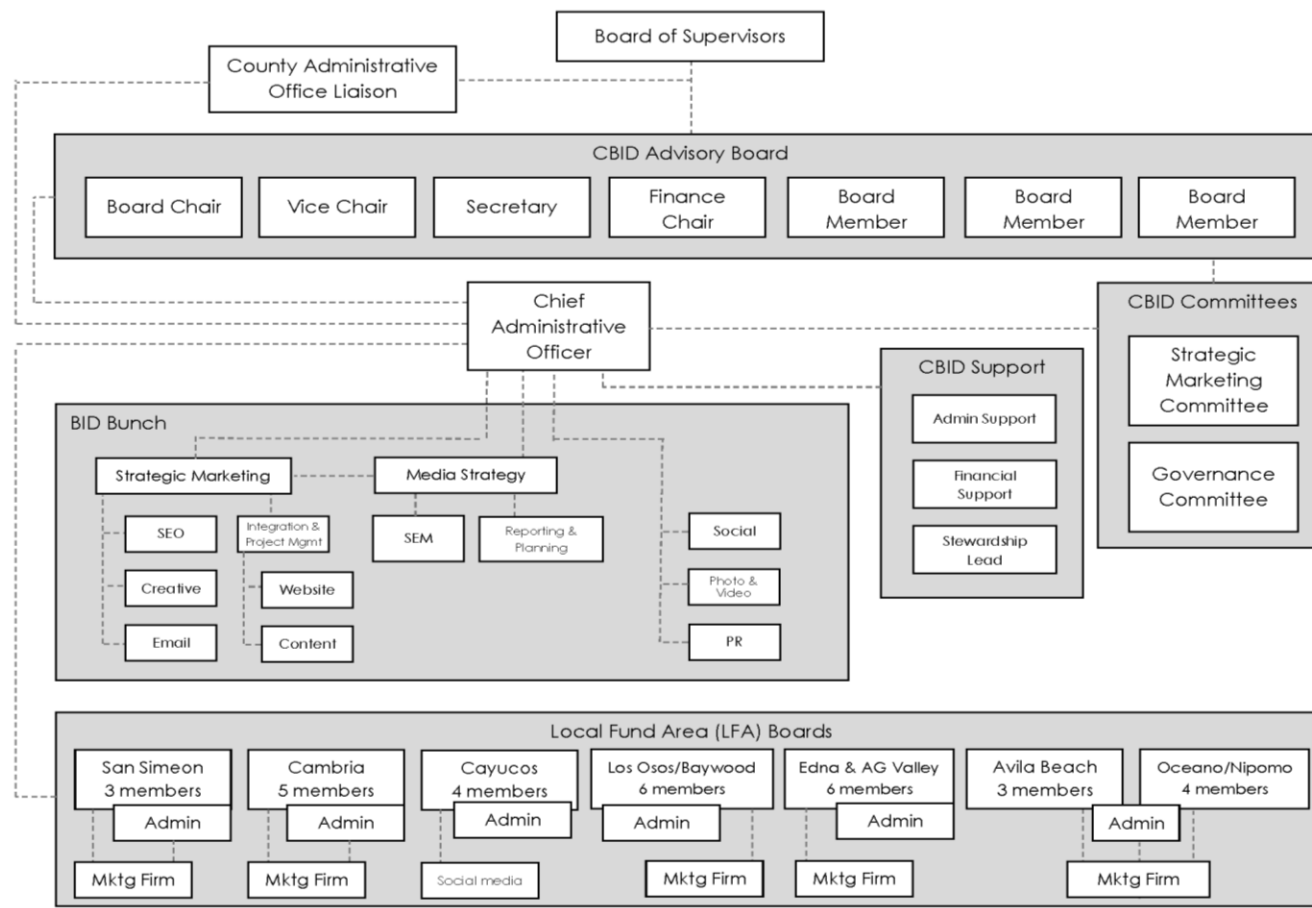 Board of Supervisors
County Administrative
Office Liaison
CBID Advisory Board
Board Chair
Vice Chair
Secretary
Finance
Chair
Board
Member
Board
Member
Board
Member
Chief
Administrative
Officer
CBID Committees
Strategic
Marketing
Committee
Governance
Committee
CBID Support
Admin Support
Financial
Support
Stewardship
Lead
BID Bunch
Strategic Marketing
Media Strategy
SEO
Integration &
Project Mgmt
SEM
Reporting &
Planning
Social
Creative
Website
Photo &
Video
Email
Content
PR
Local Fund Area (LFA) Boards
San Simeon
3 members
Admin
Mktg Firm
Cambria
5 members
Admin
Mktg Firm
Cayucos
4 members
Admin
Social media
Los Osos/Baywood
6 members
Admin
Mktg Firm
Edna & AG Valley
6 members
Admin
Mktg Firm
Avila Beach
3 members
Oceano/Nipomo
4 members
Admin
Mktg Firm